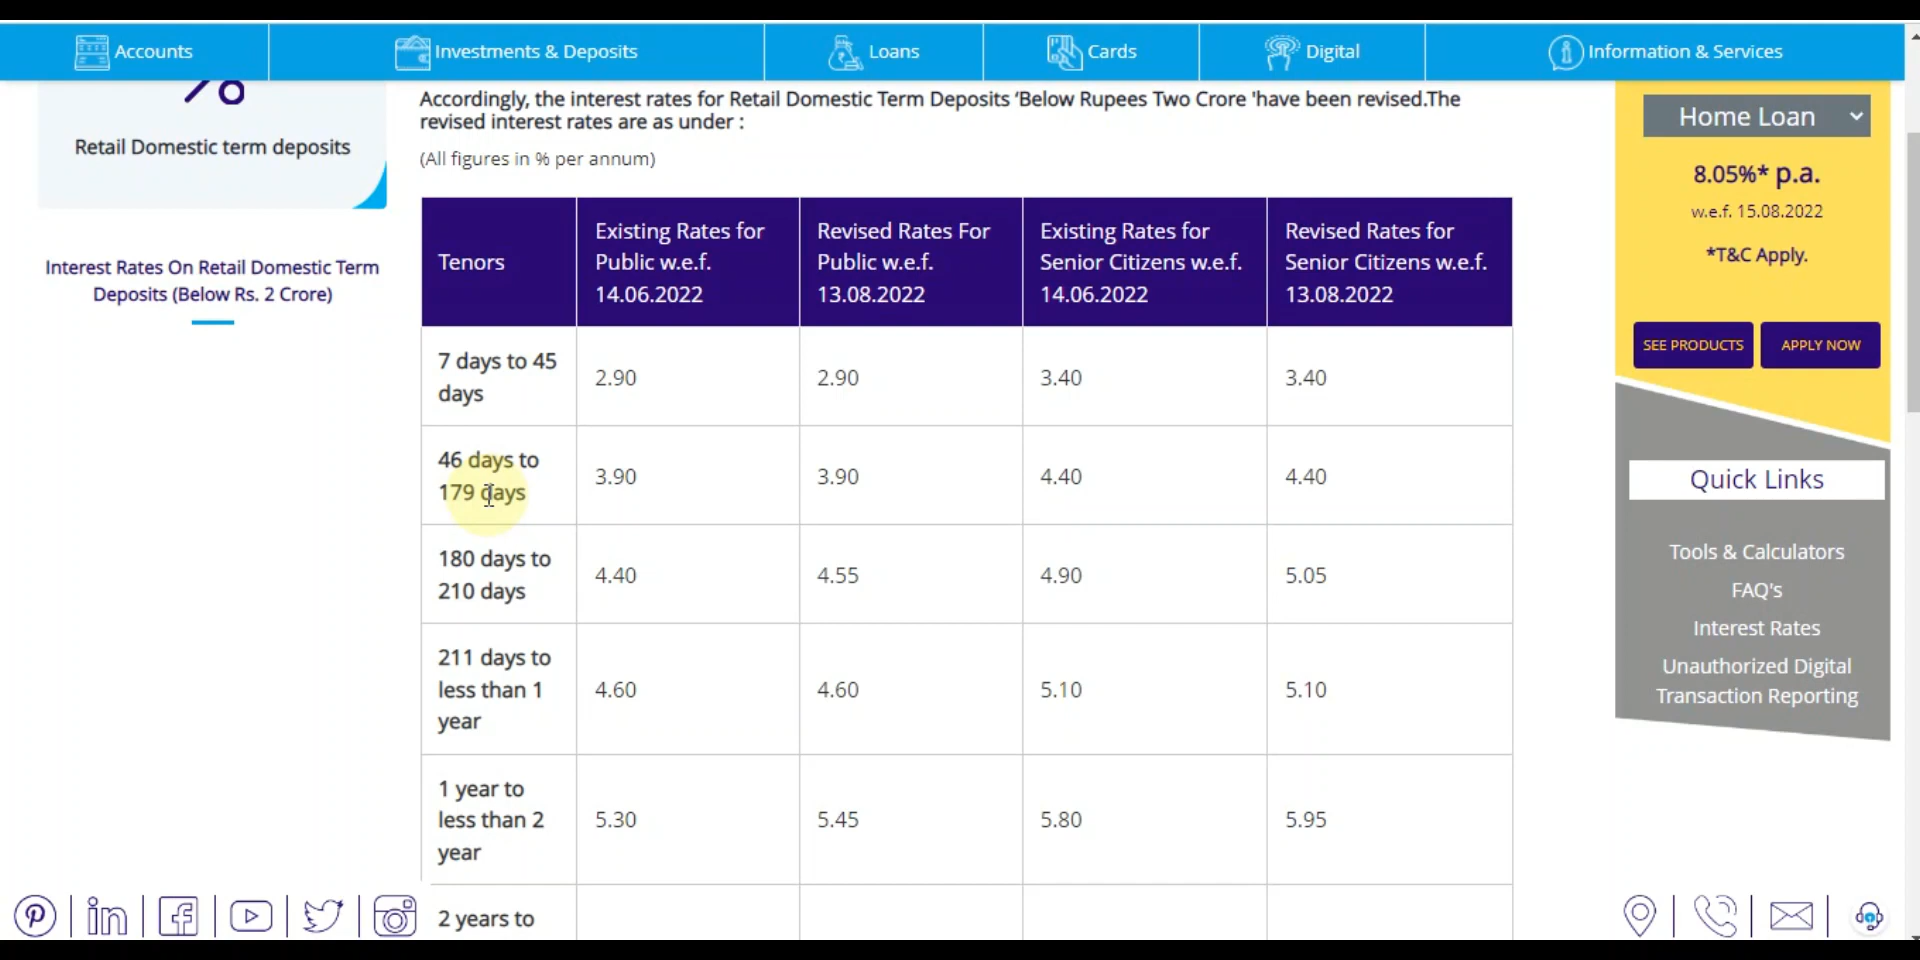 Accounts
Investments & Deposits
Loans
Cards
Digital
Information & Services
%
Retail Domestic term deposits
Interest Rates On Retail Domestic Term
Deposits (Below Rs. 2 Crore)
Accordingly, the interest rates for Retail Domestic Term Deposits ‘Below Rupees Two Crore 'have been revised.The
revised interest rates are as under :
(All figures in % per annum)
Tenors
Existing Rates for
Public w.e.f.
14.06.2022
Revised Rates For
Public w.e.f.
13.08.2022
Existing Rates for
Senior Citizens w.e.f.
14.06.2022
Revised Rates for
Senior Citizens w.e.f.
13.08.2022
7 days to 45
days
2.90
2.90
3.40
3.40
46 days to
179 days
3.90
3.90
4.40
4.40
180 days to
210 days
4.40
4.55
4.90
5.05
211 days to
less than 1
year
4.60
4.60
5.10
5.10
1 year to
less than 2
year
5.30
5.45
5.80
5.95
2 years to
Home Loan
8.05%* p.a.
w.e.f. 15.08.2022
*T&C Apply.
SEE PRODUCTS
APPLY NOW
Quick Links
Tools & Calculators
FAQ's
Interest Rates
Unauthorized Digital
Transaction Reporting